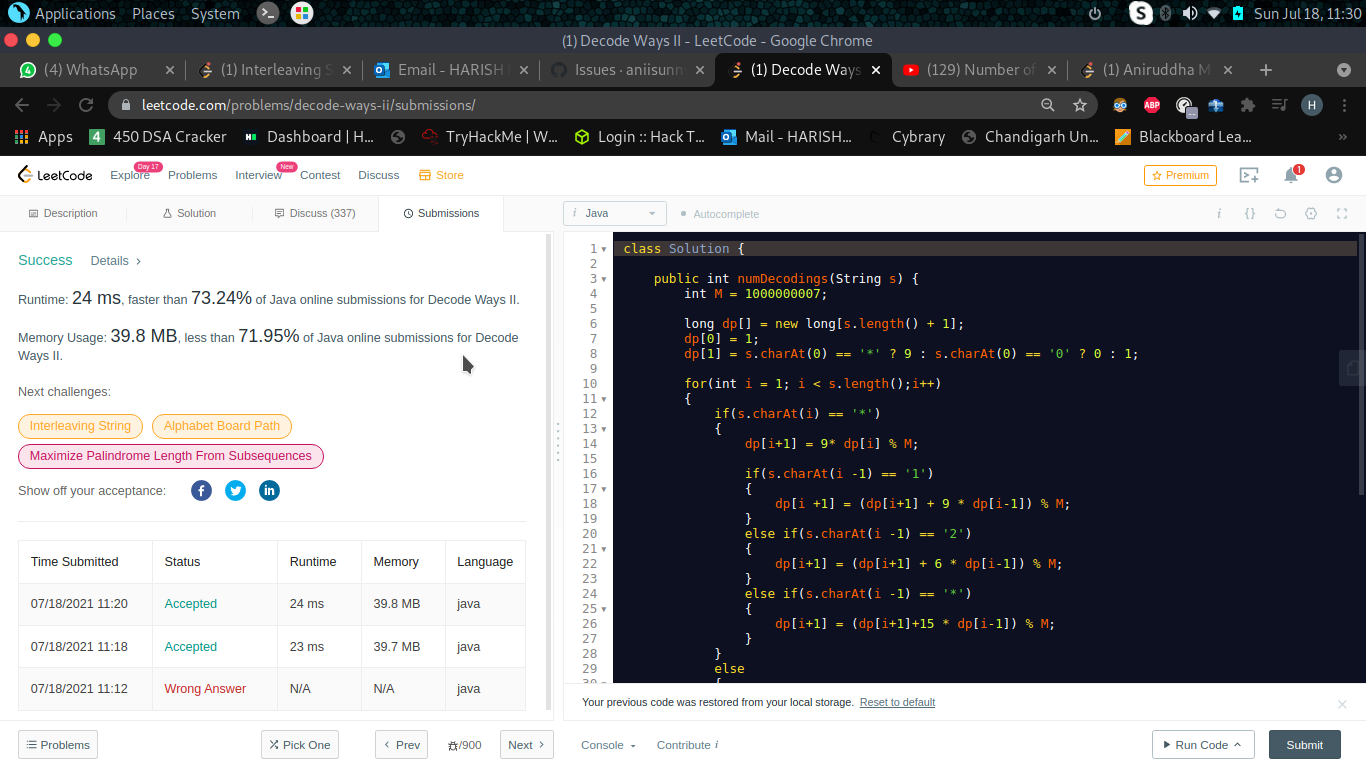 Applications Places System Sun Jul 18, 11:30
(1) Decode Ways II - LeetCode - Google Chrome
(4) WhatsApp (1) Interleaving S Email - HARISH Issues · aniisunn (1) Decode Ways (129) Number of (1) Aniruddha M
leetcode.com/problems/decode-ways-ii/submissions/ ABP H
Apps 450 DSA Cracker Dashboard | H... TryHackMe | W... Login :: Hack T... Mail - HARISH... Cybrary Chandigarh Un... Blackboard Lea... »
LeetCode Explore Day 17 Problems Interview New Contest Discuss Store Premium 1
Description Solution Discuss (337) Submissions i Java Autocomplete i {}
Success Details >
Runtime: 24 ms, faster than 73.24% of Java online submissions for Decode Ways II.
Memory Usage: 39.8 MB, less than 71.95% of Java online submissions for Decode
Ways II.
Next challenges:
Interleaving String Alphabet Board Path
Maximize Palindrome Length From Subsequences
Show off your acceptance:
Time Submitted Status Runtime Memory Language
07/18/2021 11:20 Accepted 24 ms 39.8 MB java
07/18/2021 11:18 Accepted 23 ms 39.7 MB java
07/18/2021 11:12 Wrong Answer N/A N/A java
1 class Solution {
2
3 public int numDecodings(String s) {
4 int M = 1000000007;
5
6 long dp[] = new long[s.length() + 1];
7 dp[0] = 1;
8 dp[1] = s.charAt(0) == '*' ? 9 : s.charAt(0) == '0' ? 0 : 1;
9
10 for(int i = 1; i < s.length();i++)
11 {
12 if(s.charAt(i) == '*')
13 {
14 dp[i+1] = 9* dp[i] % M;
15
16 if(s.charAt(i -1) == '1')
17 {
18 dp[i +1] = (dp[i+1] + 9 * dp[i-1]) % M;
19 }
20 else if(s.charAt(i -1) == '2')
21 {
22 dp[i+1] = (dp[i+1] + 6 * dp[i-1]) % M;
23 }
24 else if(s.charAt(i -1) == '*')
25 {
26 dp[i+1] = (dp[i+1]+15 * dp[i-1]) % M;
27 }
28 }
29 else
30 {
Your previous code was restored from your local storage. Reset to default
Problems Pick One < Prev /900 Next > Console Contribute i Run Code Submit